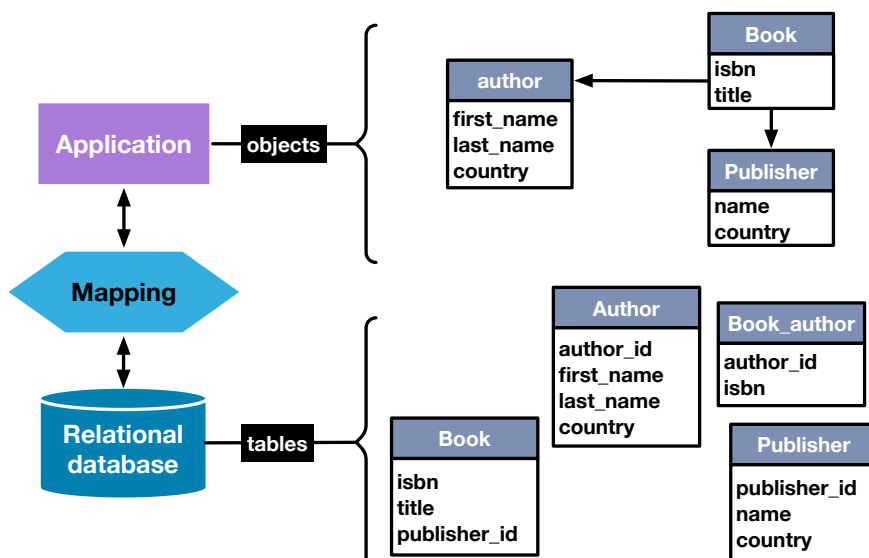 Application
objects
author
first_name
last_name
country
Book
isbn
title
Publisher
name
country
Mapping
Relational
database
tables
Book
isbn
title
publisher_id
Author
author_id
first_name
last_name
country
Book_author
author_id
isbn
Publisher
publisher_id
name
country